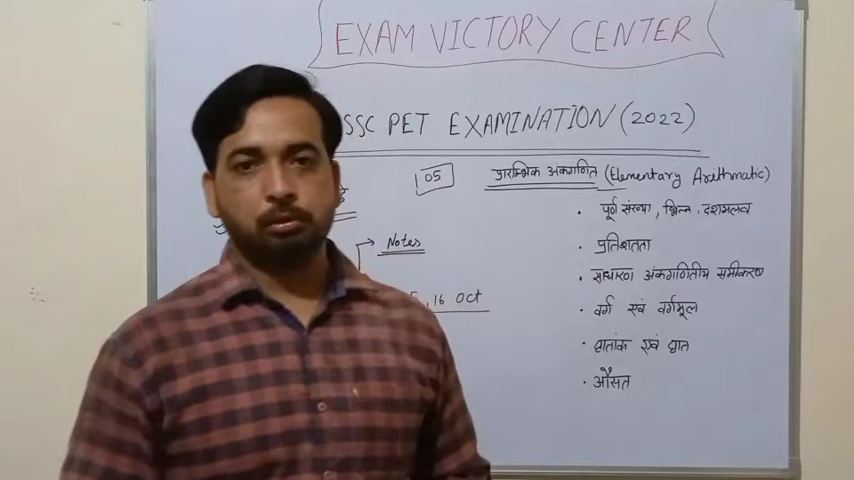 EXAM VICTORY CENTER
SSC PET EXAMINATION (2022)
05
प्रारम्भिक अंकगणित (Elementary Arithmatic)
• पूर्ण संख्या, भिन्न, दशमलव
• प्रतिशतता
• साधारण अंकगणितीय समीकरण
• वर्ग एवं वर्गमूल
• घातांक एवं घात
• औसत
→ Notes
, 16 Oct